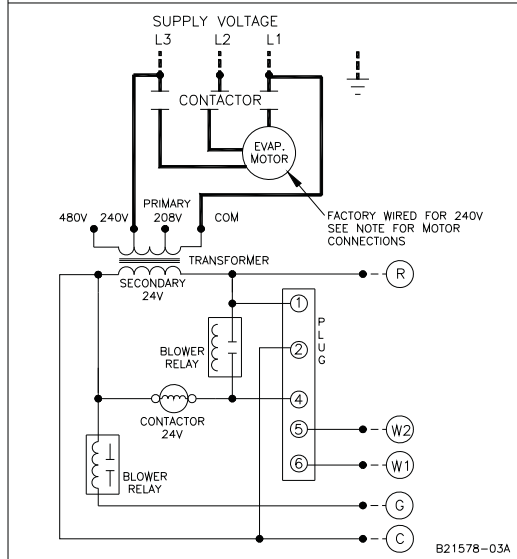 SUPPLY VOLTAGE
L3 L2 L1
CONTACTOR
EVAP.
MOTOR
480V 240V PRIMARY 208V COM
FACTORY WIRED FOR 240V
SEE NOTE FOR MOTOR
CONNECTIONS
TRANSFORMER
SECONDARY
24V
R
1
PLUG
2
BLOWER
RELAY
4
CONTACTOR
24V
5 W2
6 W1
BLOWER
RELAY
G
C
B21578-03A